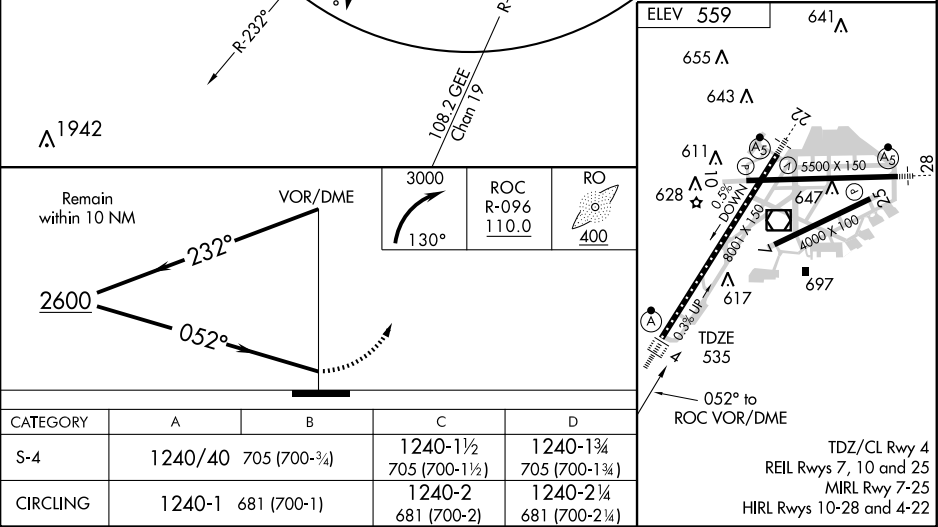 R-232°
108.2 GEE
Chan 19
1942
Remain
within 10 NM
VOR/DME
232°
2600
052°
3000
130°
ROC
R-096
110.0
RO
400
CATEGORY A B C D
S-4 1240/40 705 (700-¾) 1240-1½ 1240-1¾
705 (700-1½) 705 (700-1¾)
CIRCLING 1240-1 681 (700-1) 1240-2 1240-2¼
681 (700-2) 681 (700-2¼)
ELEV 559
641
655
643
22
611
10
P
A5
V
5500 X 150
A5
28
628
0.5%
DOWN
647
P
25
8001 X 150
4000 X 100
697
617
A
0.3% UP
4
TDZE
535
052° to
ROC VOR/DME
TDZ/CL Rwy 4
REIL Rwys 7, 10 and 25
MIRL Rwy 7-25
HIRL Rwys 10-28 and 4-22